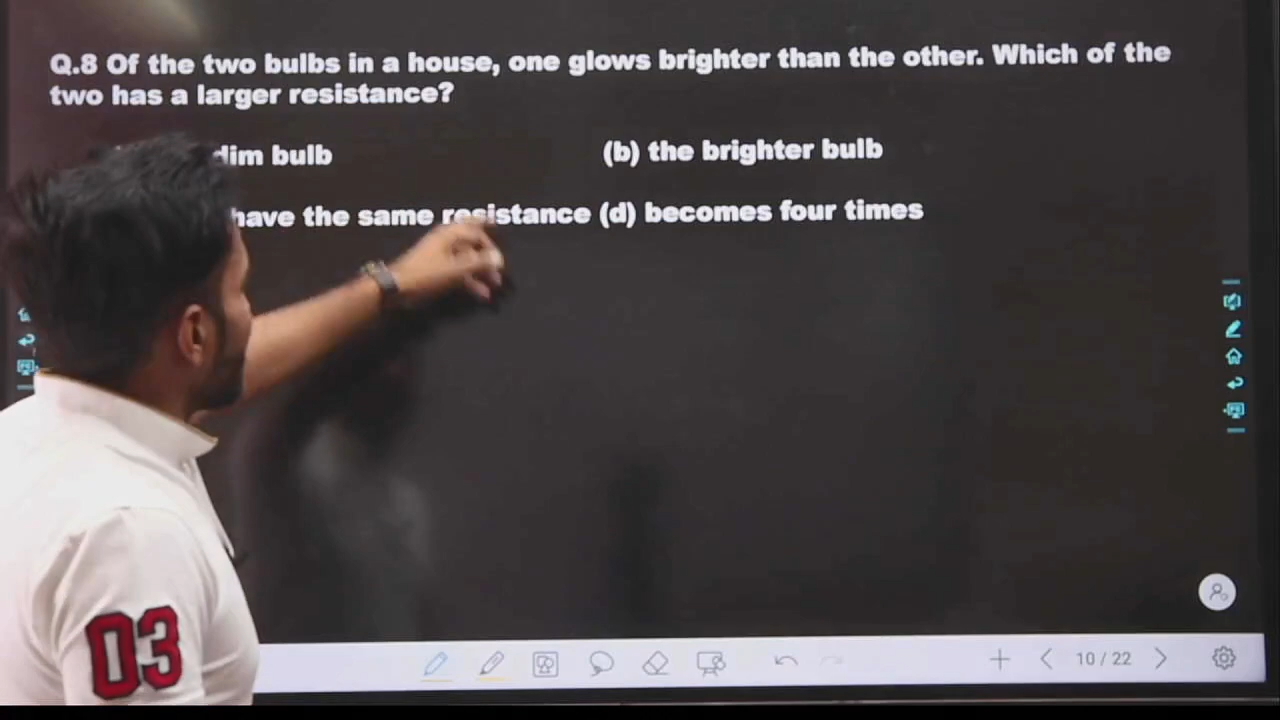 Q.8 Of the two bulbs in a house, one glows brighter than the other. Which of the
two has a larger resistance?
dim bulb
(b) the brighter bulb
have the same resistance (d) becomes four times
03
10 / 22